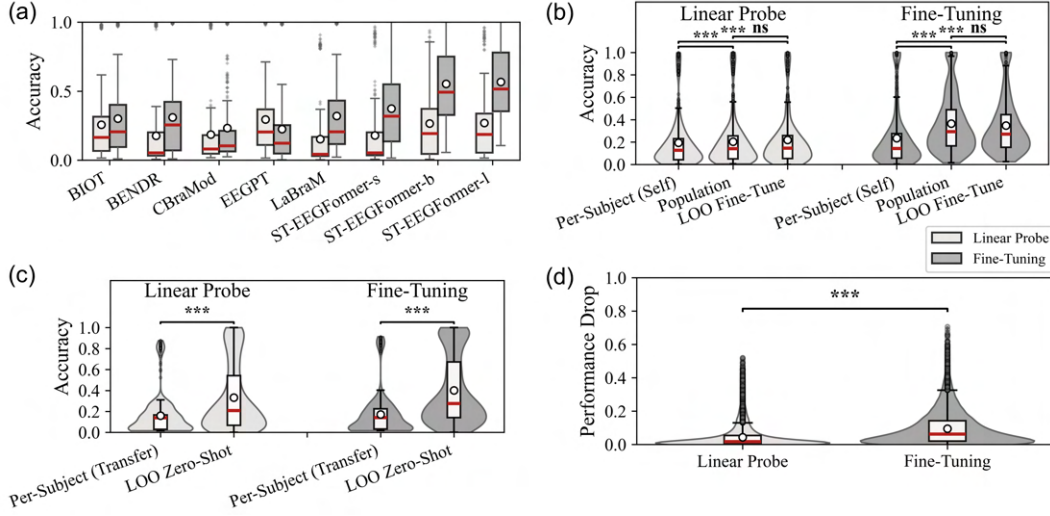 (a)
Accuracy
1.0
0.5
0.0
BIOT
BENDR
CBraMod
EEGPT
LaBraM
ST-EEGFormer-s
ST-EEGFormer-b
ST-EEGFormer-l
(b)
Linear Probe
Fine-Tuning
*** *** ns
*** *** ns
Accuracy
1.0
0.8
0.6
0.4
0.2
0.0
Per-Subject (Self)
Population
LOO Fine-Tune
Per-Subject (Self)
Population
LOO Fine-Tune
Linear Probe
Fine-Tuning
(c)
Linear Probe
Fine-Tuning
***
***
Accuracy
1.0
0.8
0.6
0.4
0.2
0.0
Per-Subject (Transfer)
LOO Zero-Shot
Per-Subject (Transfer)
LOO Zero-Shot
(d)
***
Performance Drop
1.0
0.8
0.6
0.4
0.2
0.0
Linear Probe
Fine-Tuning